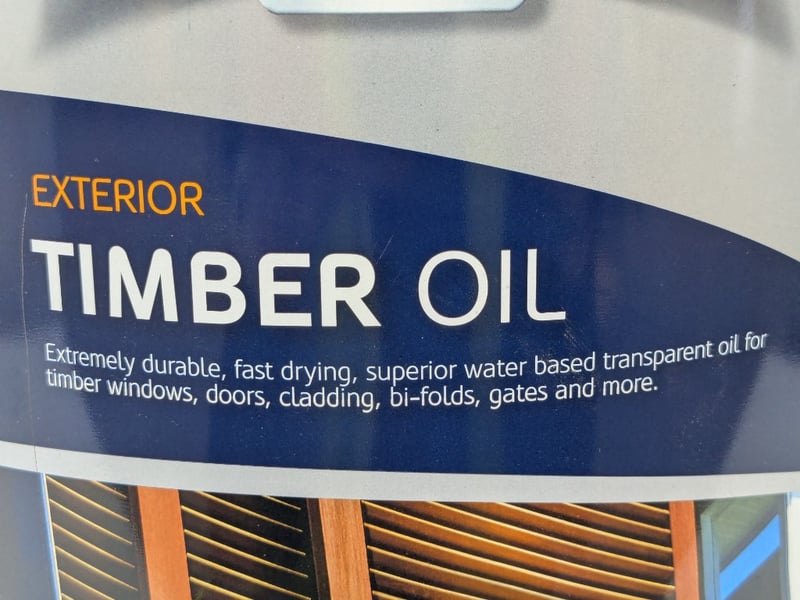 EXTERIOR
TIMBER OIL
Extremely durable, fast drying, superior water based transparent oil for
timber windows, doors, cladding, bi-folds, gates and more.